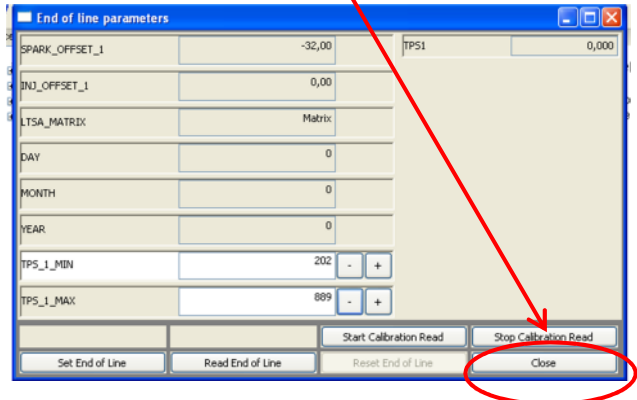 End of line parameters
SPARK_OFFSET_1 -32,00 TPS1 0,000
INJ_OFFSET_1 0,00
LTSA_MATRIX Matrix
DAY 0
MONTH 0
YEAR 0
TPS_1_MIN 202 - +
TPS_1_MAX 889 - +
Start Calibration Read Stop Calibration Read
Set End of Line Read End of Line Reset End of Line Close